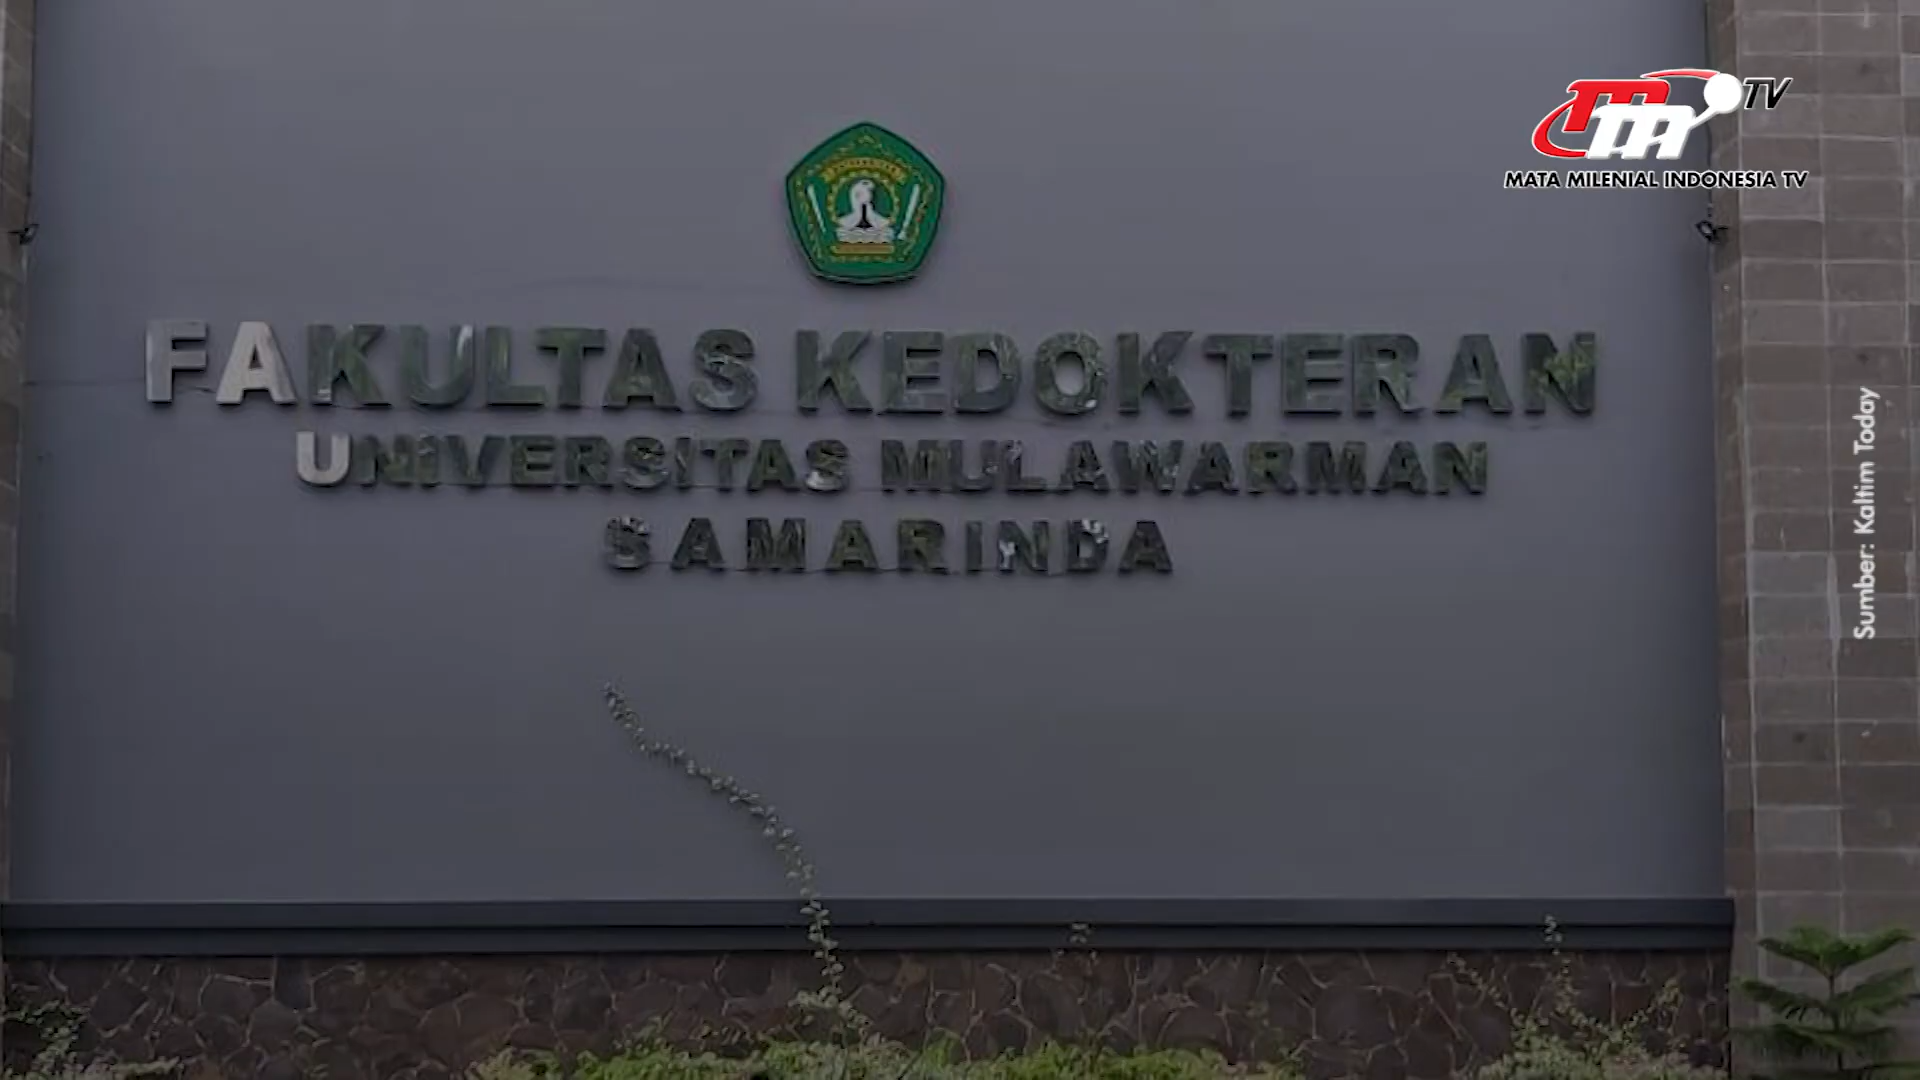 TV
MATA MILENIAL INDONESIA TV
FAKULTAS KEDOKTERAN
UNIVERSITAS MULAWARMAN
SAMARINDA
Sumber: Kaltim Today